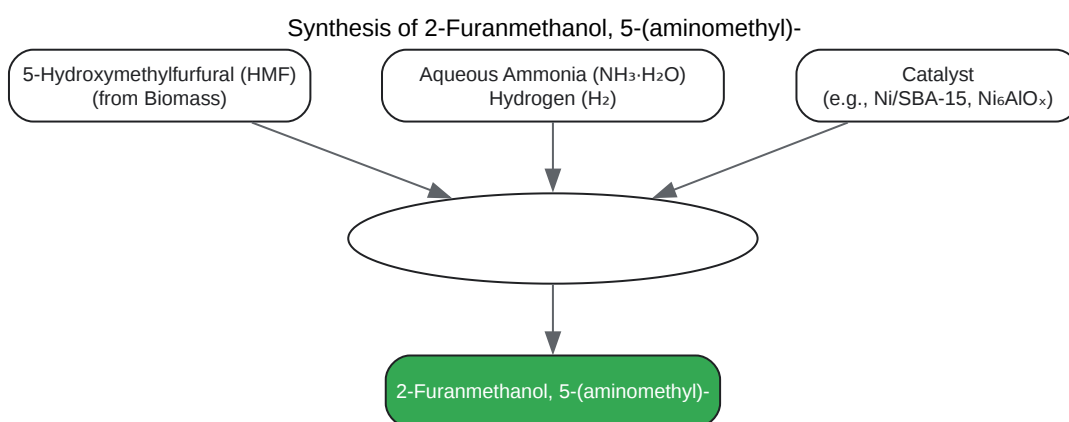 Synthesis of 2-Furanmethanol, 5-(aminomethyl)-
5-Hydroxymethylfurfural (HMF)
(from Biomass)
Aqueous Ammonia (NH₃·H₂O)
Hydrogen (H₂)
Catalyst
(e.g., Ni/SBA-15, Ni₆AlOₓ)
2-Furanmethanol, 5-(aminomethyl)-